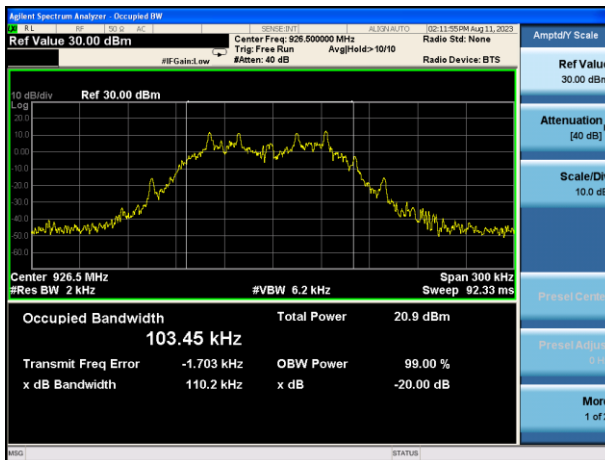 Agilent Spectrum Analyzer - Occupied BW
RL RF 50 Ω AC SENSE:INT ALIGN AUTO 02:11:55PM Aug 11, 2023
Ref Value 30.00 dBm Center Freq: 926.500000 MHz Radio Std: None
Trig: Free Run Avg|Hold:>10/10
#IFGain:Low #Atten: 40 dB Radio Device: BTS
10 dB/div Ref 30.00 dBm
Log
20.0
10.0
0.00
-10.0
-20.0
-30.0
-40.0
-50.0
-60.0
Center 926.5 MHz Span 300 kHz
#Res BW 2 kHz #VBW 6.2 kHz Sweep 92.33 ms
Occupied Bandwidth Total Power 20.9 dBm
103.45 kHz
Transmit Freq Error -1.703 kHz OBW Power 99.00 %
x dB Bandwidth 110.2 kHz x dB -20.00 dB
MSG STATUS
Amptd/Y Scale
Ref Value
30.00 dBm
Attenuation
[40 dB]
Scale/Div
10.0 dB
Presel Center
Presel Adjus
0 H
More
1 of 2